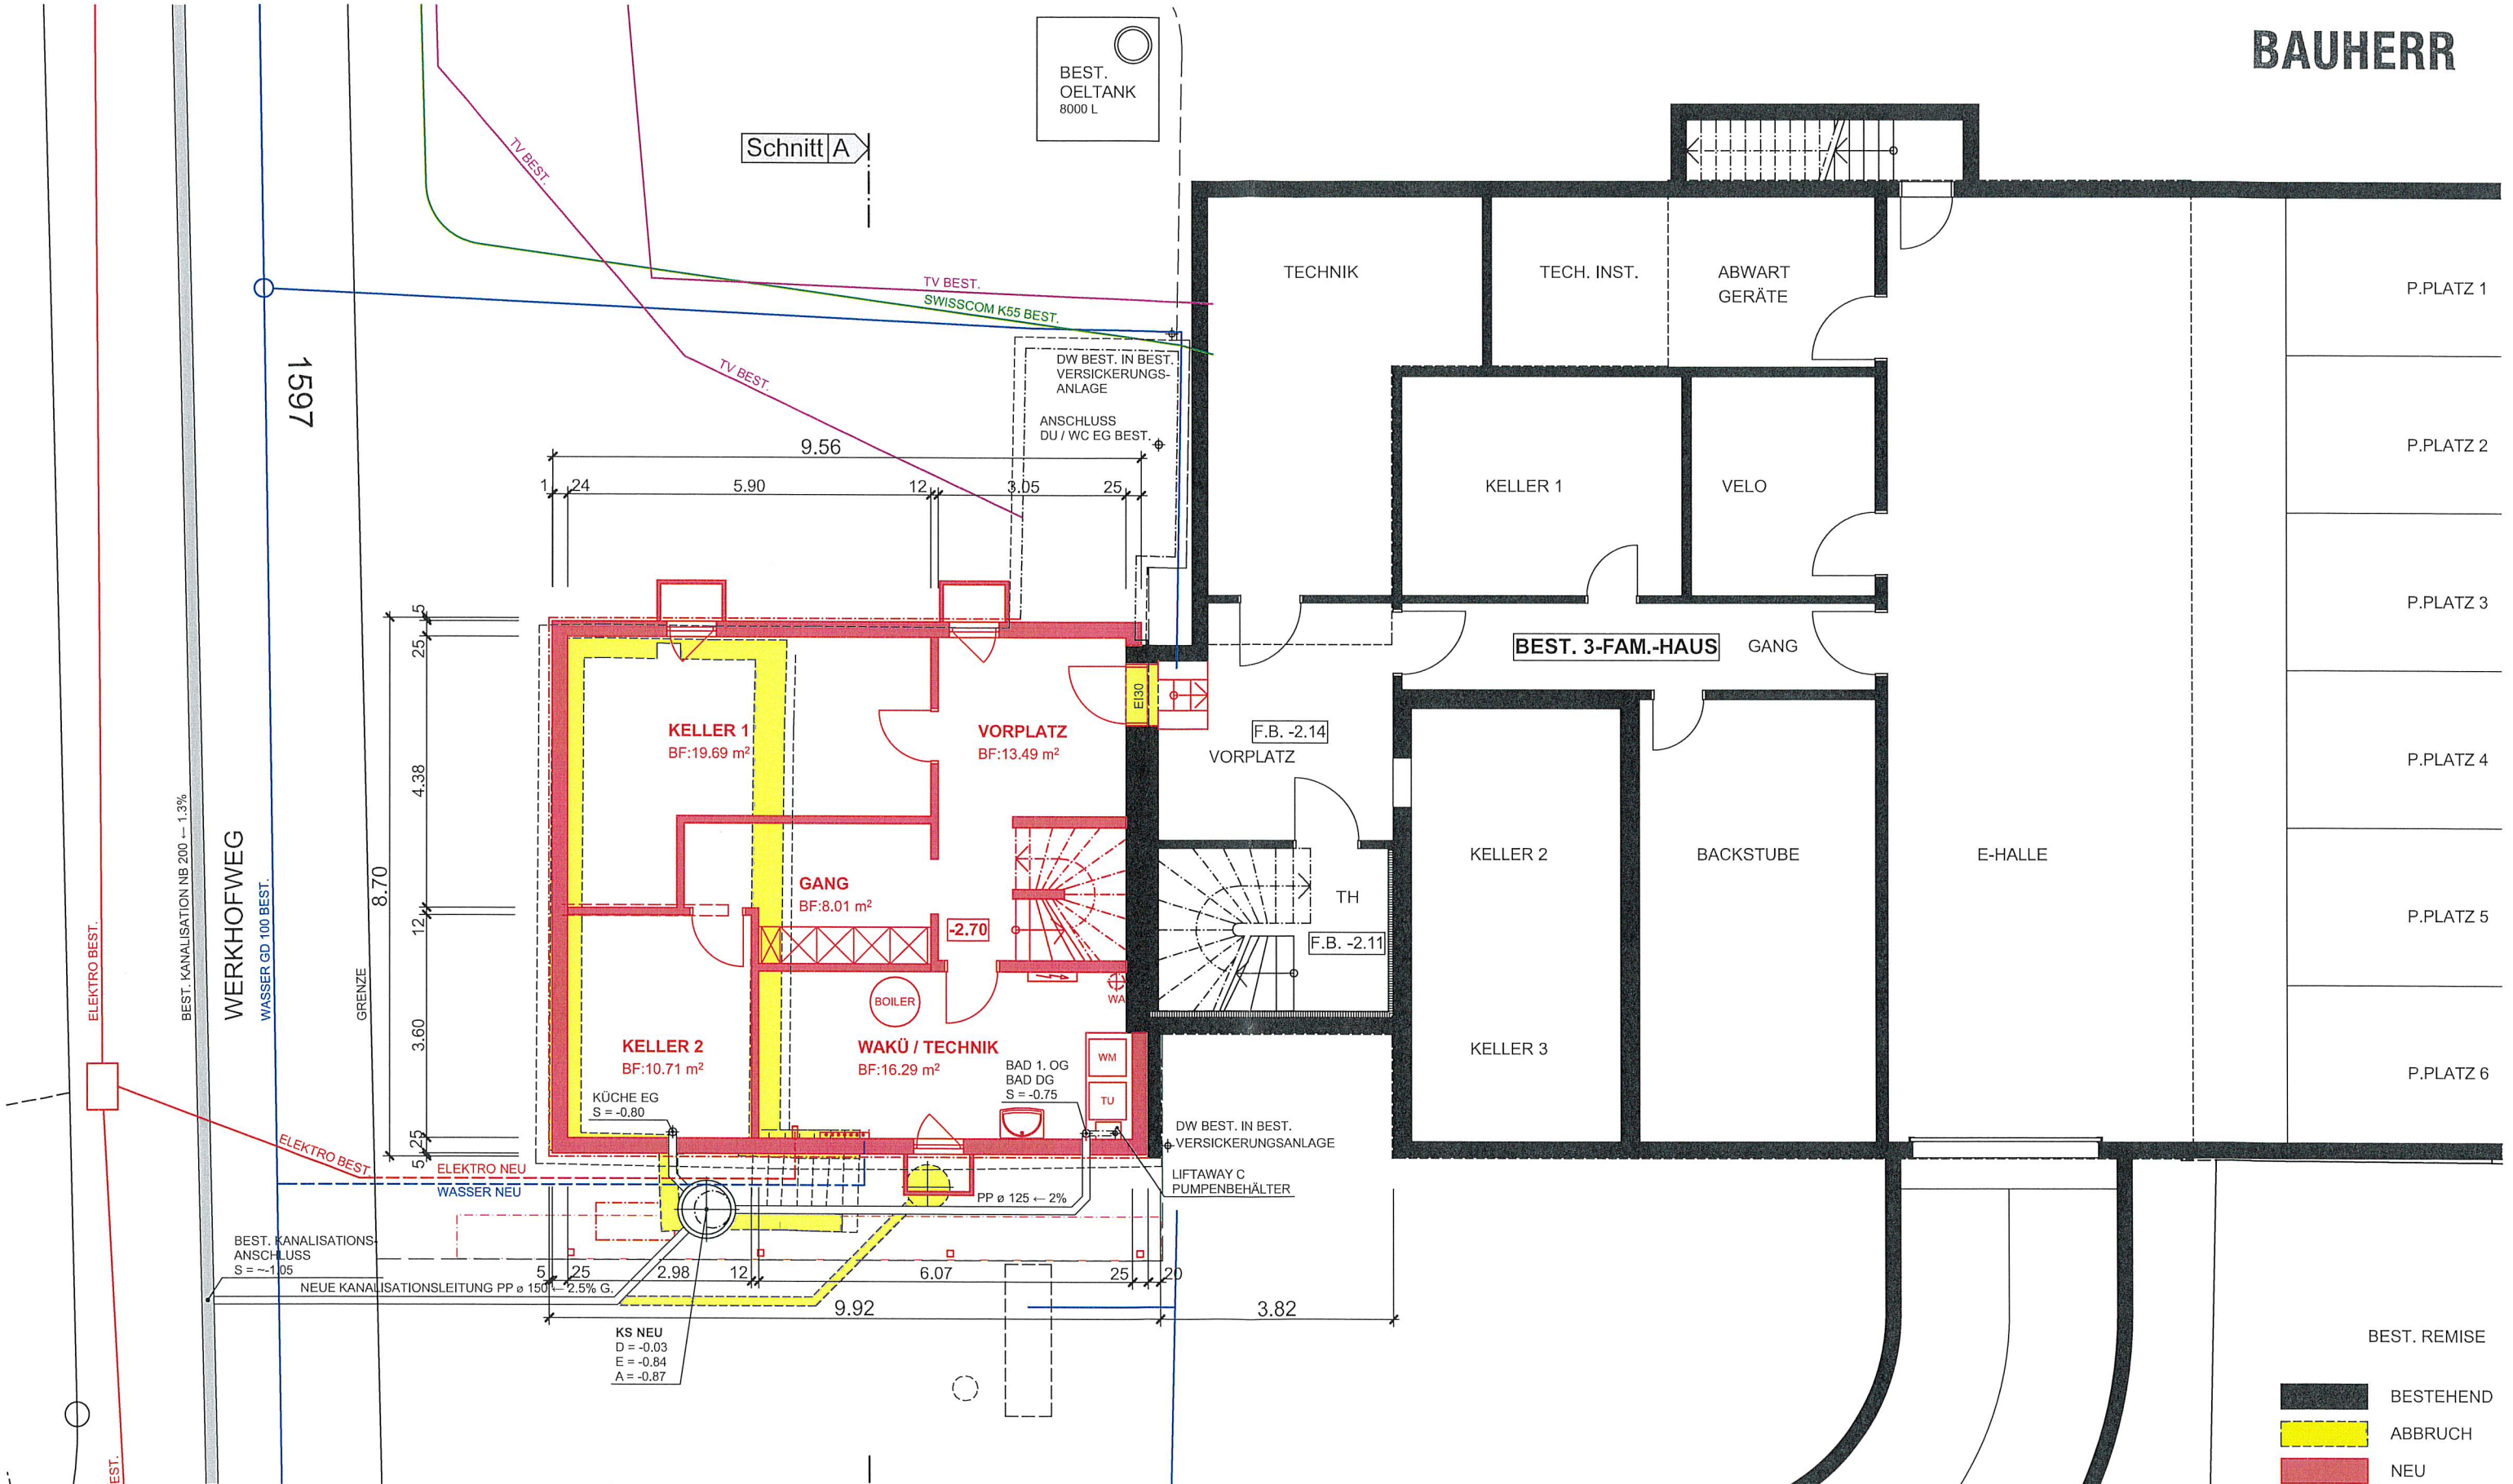 BAUHERR
BEST.
OELTANK
8000 L
Schnitt A
TV BEST.
TV BEST.
SWISSCOM K55 BEST.
TV BEST.
DW BEST. IN BEST.
VERSICKERUNGS-
ANLAGE
ANSCHLUSS
DU / WC EG BEST.
1597
9.56
1 24 5.90 12 3.05 25
TECHNIK
TECH. INST.
ABWART
GERÄTE
P.PLATZ 1
P.PLATZ 2
KELLER 1
VELO
P.PLATZ 3
BEST. 3-FAM.-HAUS
GANG
5
25
4.38
12
3.60
25
5
8.70
KELLER 1
BF:19.69 m²
VORPLATZ
BF:13.49 m²
EI30
F.B. -2.14
VORPLATZ
P.PLATZ 4
GANG
BF:8.01 m²
-2.70
TH
F.B. -2.11
KELLER 2
BACKSTUBE
E-HALLE
P.PLATZ 5
ELEKTRO BEST.
BEST. KANALISATION NB 200 ← 1.3%
WERKHOFWEG
WASSER GD 100 BEST.
GRENZE
BOILER
WA
KELLER 2
BF:10.71 m²
WAKÜ / TECHNIK
BF:16.29 m²
WM
TU
KÜCHE EG
S = -0.80
BAD 1. OG
BAD DG
S = -0.75
KELLER 3
P.PLATZ 6
DW BEST. IN BEST.
VERSICKERUNGSANLAGE
LIFTAWAY C
PUMPENBEHÄLTER
ELEKTRO BEST.
ELEKTRO NEU
WASSER NEU
PP ø 125 ← 2%
BEST. KANALISATIONS-
ANSCHLUSS
S = ~-1.05
NEUE KANALISATIONSLEITUNG PP ø 150 ← 2.5% G.
5 25 2.98 12 6.07 25 20
9.92
3.82
KS NEU
D = -0.03
E = -0.84
A = -0.87
BEST. REMISE
BESTEHEND
ABBRUCH
NEU
EST.